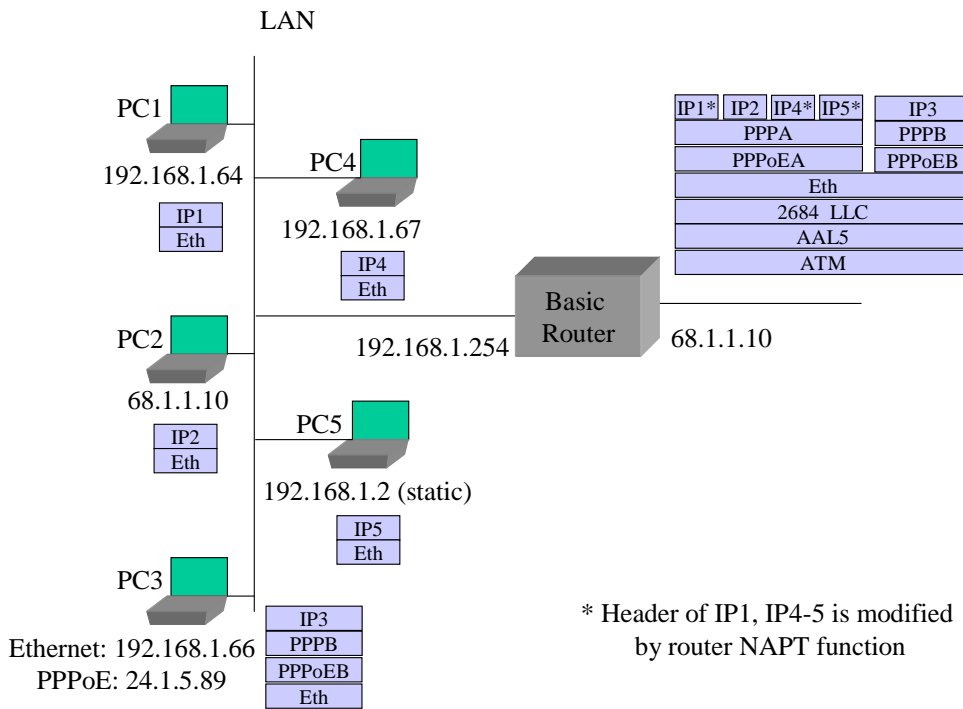 LAN
PC1
192.168.1.64
IP1
Eth
PC4
192.168.1.67
IP4
Eth
IP1* IP2 IP4* IP5* IP3
PPPA PPPB
PPPoEA PPPoEB
Eth
2684 LLC
AAL5
ATM
Basic
Router
192.168.1.254
68.1.1.10
PC2
68.1.1.10
IP2
Eth
PC5
192.168.1.2 (static)
IP5
Eth
PC3
Ethernet: 192.168.1.66
PPPoE: 24.1.5.89
IP3
PPPB
PPPoEB
Eth
* Header of IP1, IP4-5 is modified
by router NAPT function